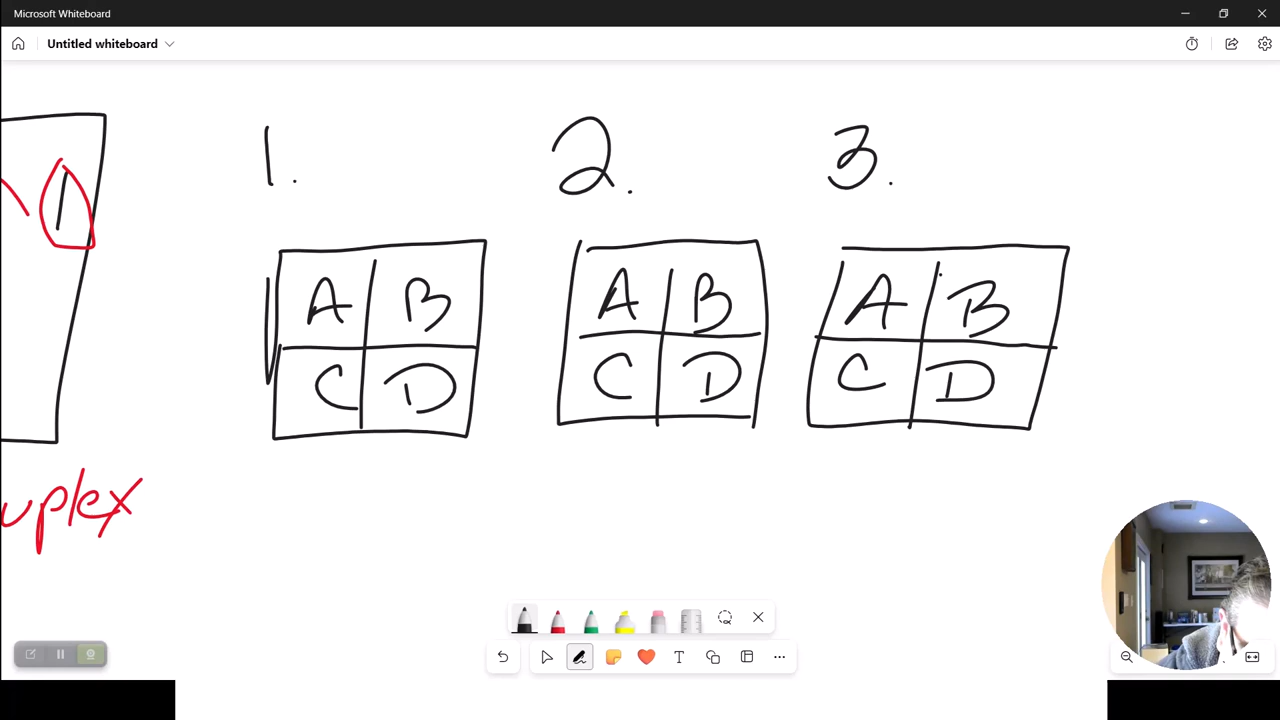 Microsoft Whiteboard
Untitled whiteboard
1. 2. 3.
A B A B A B
C D C D C D
uplex